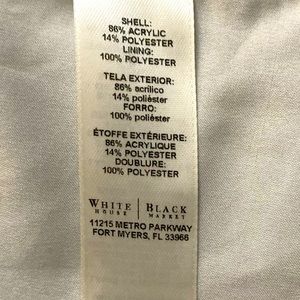 SHELL:
86% ACRYLIC
14% POLYESTER
LINING:
100% POLYESTER
TELA EXTERIOR:
86% acrílico
14% poliéster
FORRO:
100% poliéster
ÉTOFFE EXTÉRIEURE:
86% ACRYLIQUE
14% POLYESTER
DOUBLURE:
100% POLYESTER
WHITE | BLACK
HOUSE | MARKET
11215 METRO PARKWAY
FORT MYERS, FL 33966